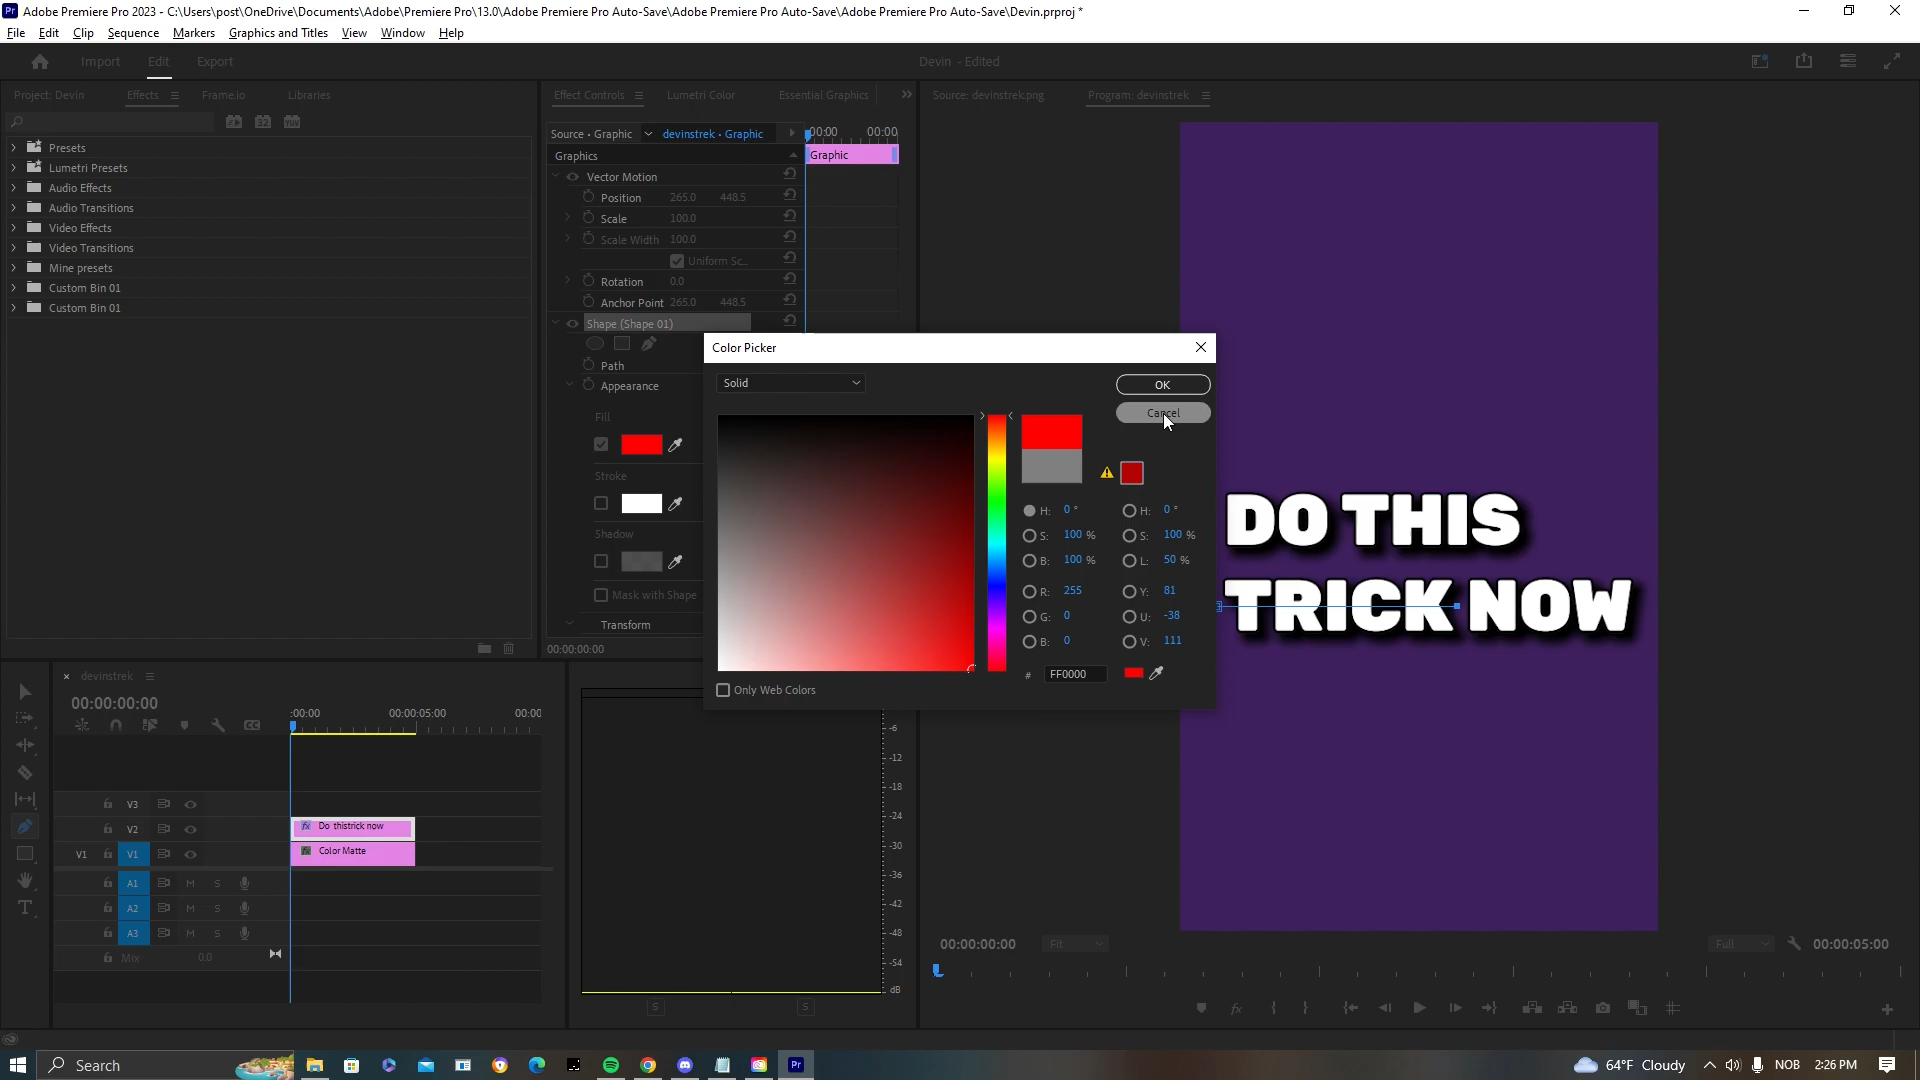 Adobe Premiere Pro 2023 - C:\Users\post\OneDrive\Documents\Adobe\Premiere Pro\13.0\Adobe Premiere Pro Auto-Save\Adobe Premiere Pro Auto-Save\Adobe Premiere Pro Auto-Save\Devin.prproj *
File Edit Clip Sequence Markers Graphics and Titles View Window Help
Import Edit Export
Devin - Edited
Project: Devin Effects Frame.io Libraries
Presets
Lumetri Presets
Audio Effects
Audio Transitions
Video Effects
Video Transitions
Mine presets
Custom Bin 01
Custom Bin 01
Effect Controls Lumetri Color Essential Graphics
Source • Graphic devinstrek • Graphic :00:00 00:00
Graphics Graphic
Vector Motion
Position 265.0 448.5
Scale 100.0
Scale Width 100.0
Uniform Sc...
Rotation 0.0
Anchor Point 265.0 448.5
Shape (Shape 01)
Path
Appearance
Fill
Stroke
Shadow
Mask with Shape
Transform
00:00:00:00
Color Picker
Solid
OK
Cancel
H: 0 ° H: 0 °
S: 100 % S: 100 %
B: 100 % L: 50 %
R: 255 Y: 81
G: 0 U: -38
B: 0 V: 111
# FF0000
Only Web Colors
Source: devinstrek.png Program: devinstrek
DO THIS
TRICK NOW
00:00:00:00 Fit Full 00:00:05:00
devinstrek
00:00:00:00
:00:00 00:00:05:00 00:00
V3
V2 Do thistrick now
V1 V1 Color Matte
A1 M S
A2 M S
A3 M S
Mix 0.0
-6
-12
-18
-24
-30
-36
-42
-48
-54
dB
S S
Search
64°F Cloudy NOB 2:26 PM